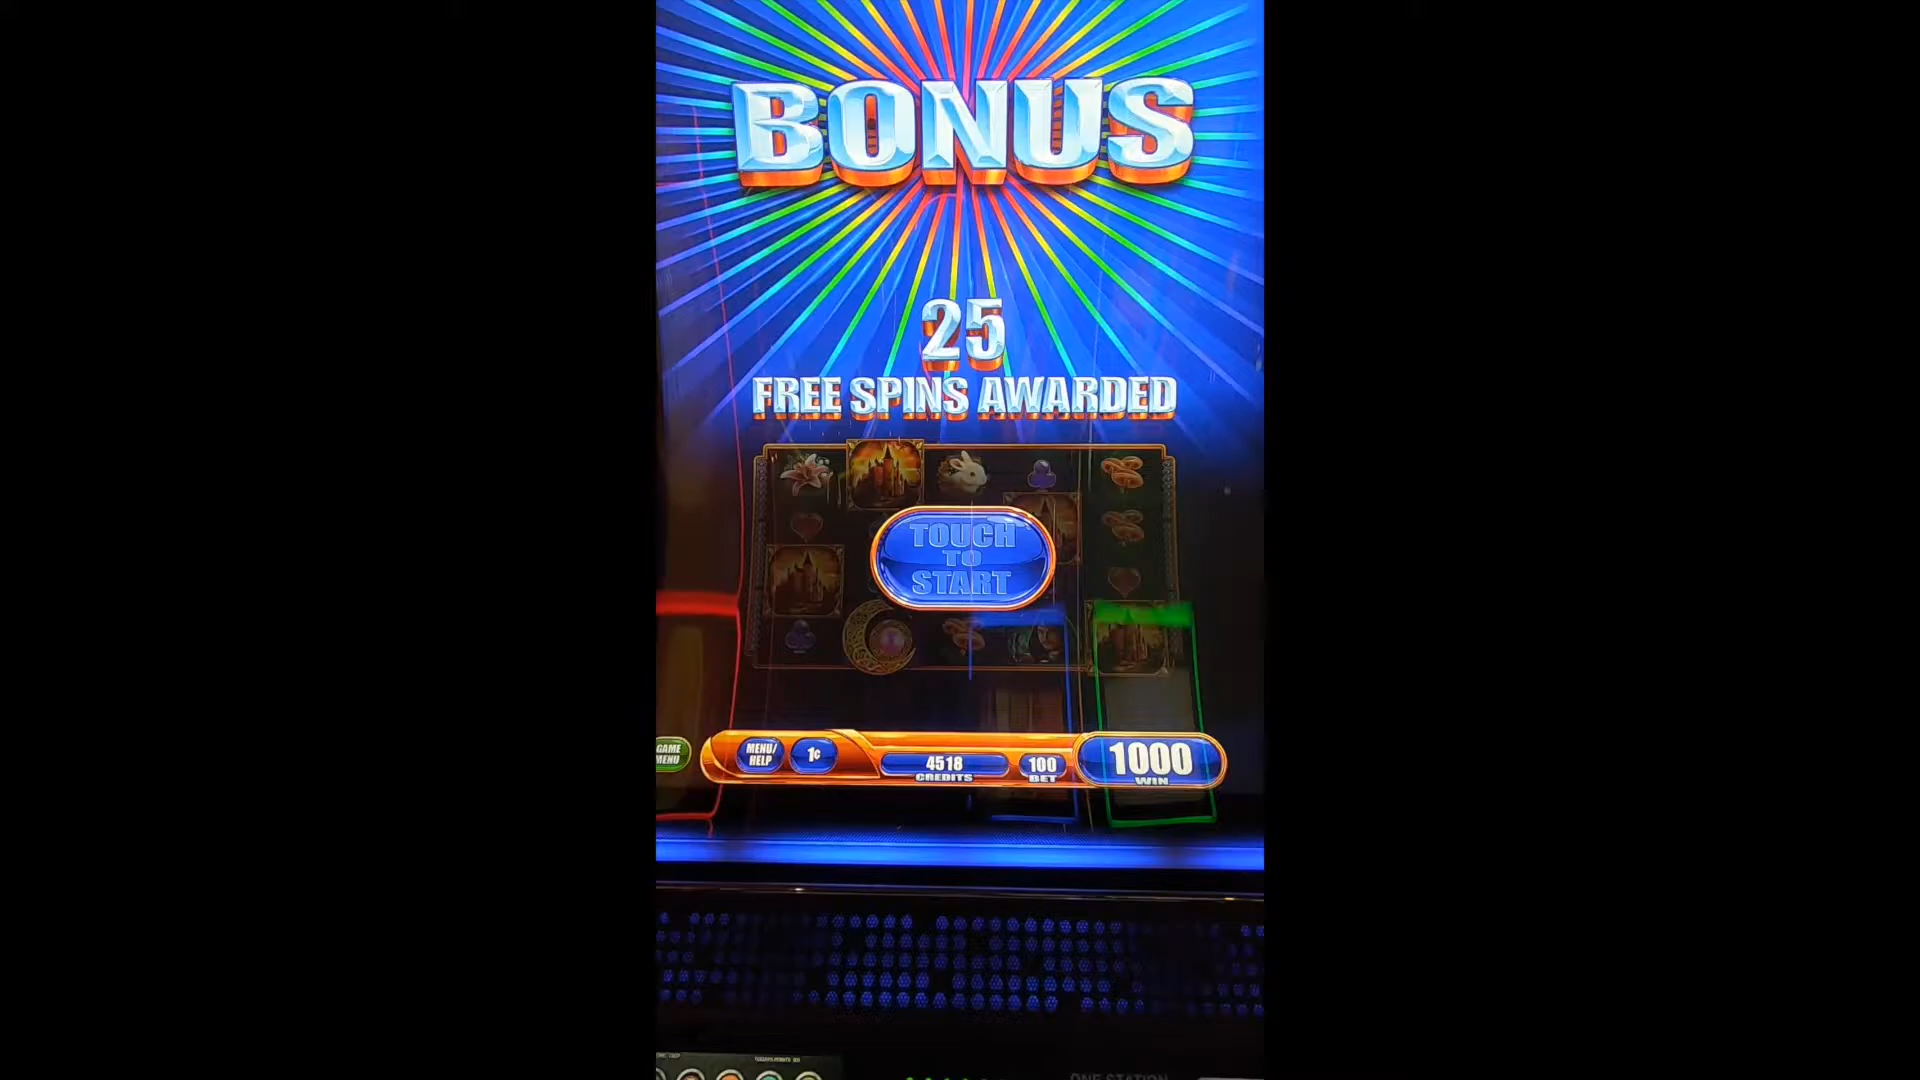 BONUS
25
FREE SPINS AWARDED
TOUCH
TO
START
GAME
MENU
MENU/
HELP
1¢
4518
CREDITS
100
BET
1000
WIN